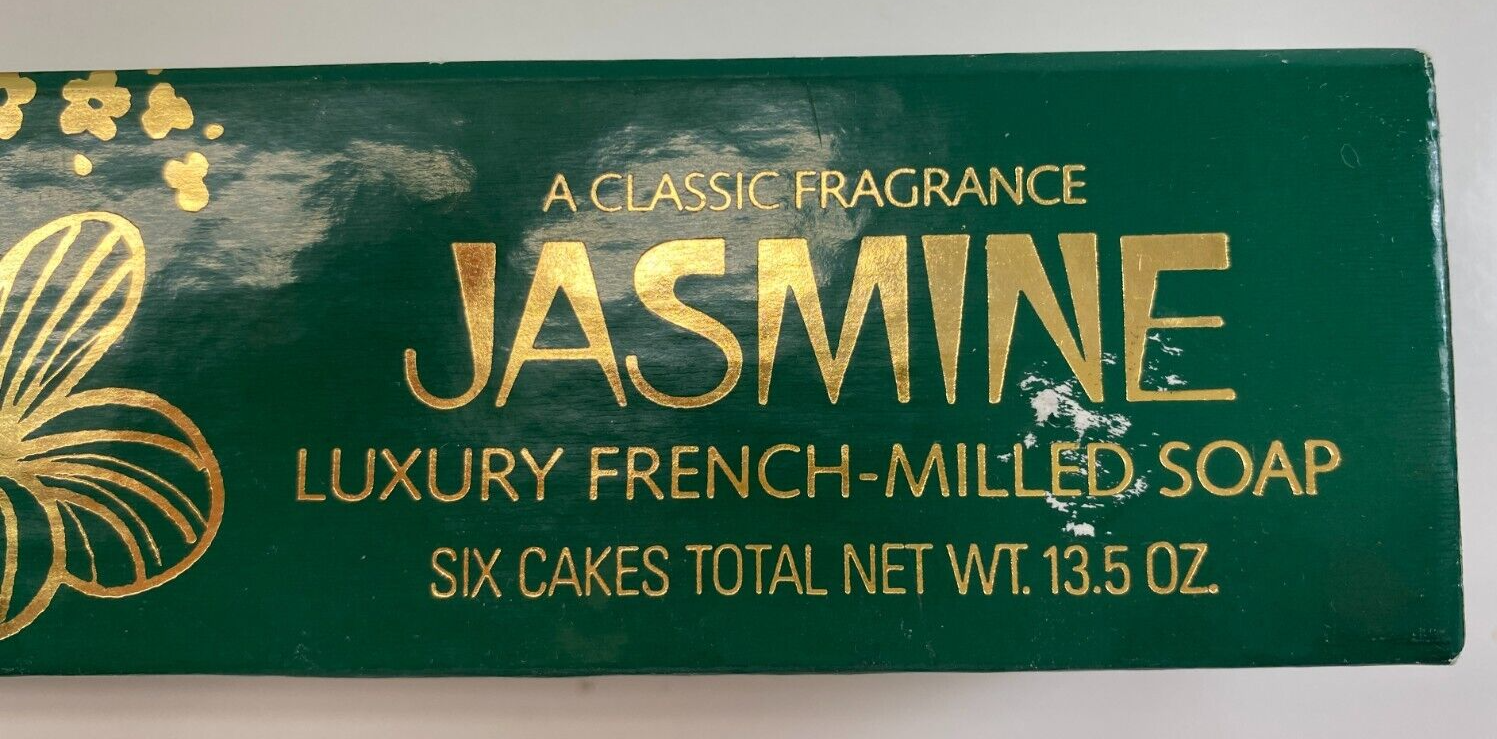 A CLASSIC FRAGRANCE
JASMINE
LUXURY FRENCH-MILLED SOAP
SIX CAKES TOTAL NET WT. 13.5 OZ.